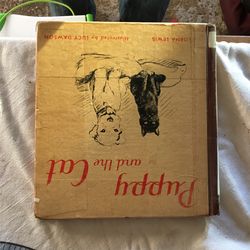 Puppy
and the Cat
LORNA LEWIS
Illustrated by LUCY DAWSON